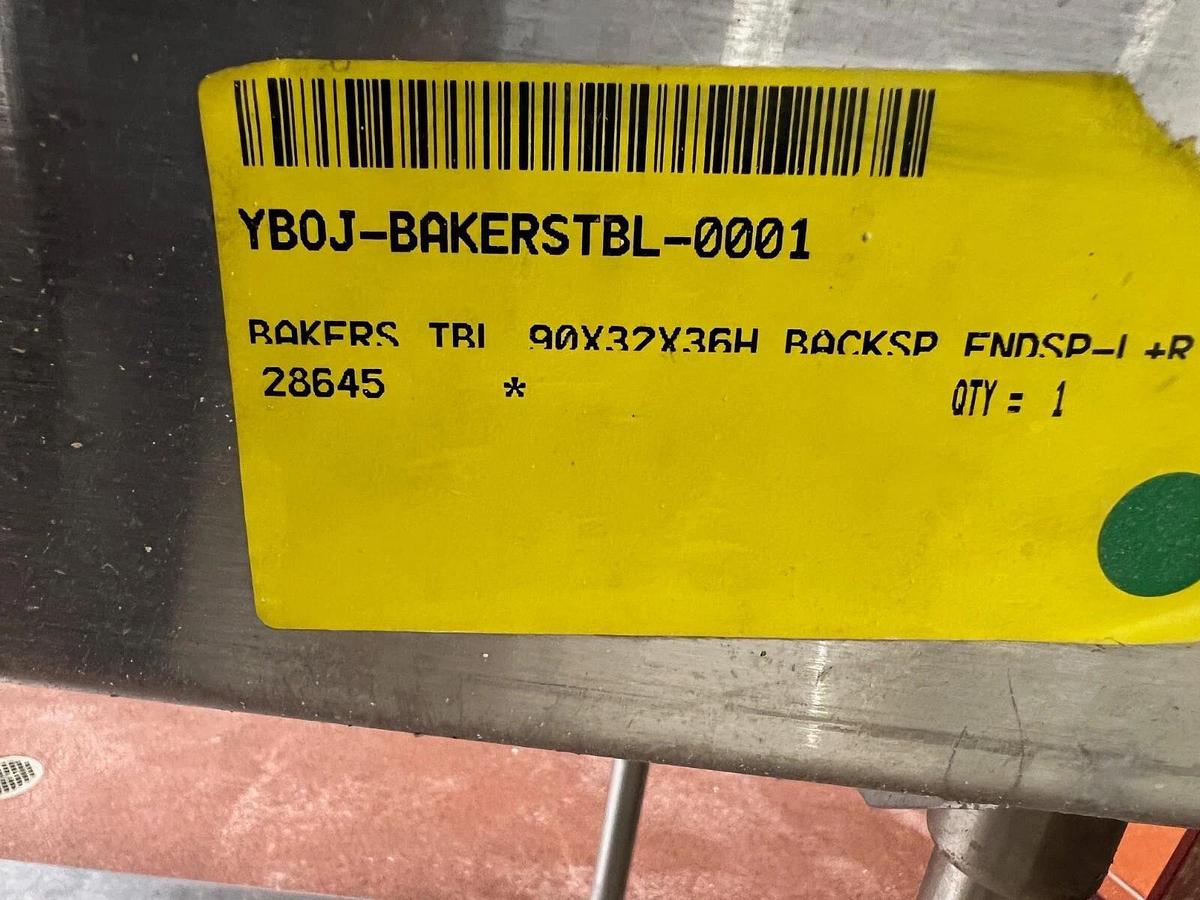 YBOJ-BAKERSTBL-0001
BAKERS TBL 90X32X36H BACKSP ENDSP-L+R
28645 * QTY = 1